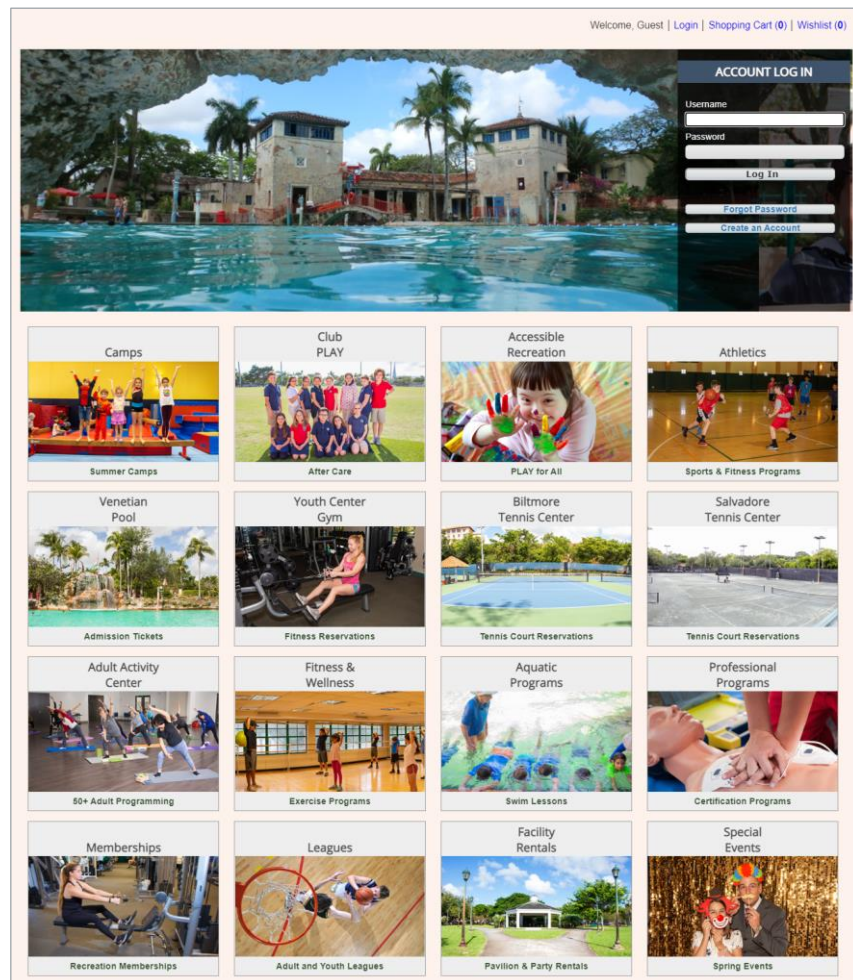 Welcome, Guest | Login | Shopping Cart (0) | Wishlist (0)
ACCOUNT LOG IN
Username
Password
Log In
Forgot Password
Create an Account
Camps
Summer Camps
Club
PLAY
After Care
Accessible
Recreation
PLAY for All
Athletics
Sports & Fitness Programs
Venetian
Pool
Admission Tickets
Youth Center
Gym
Fitness Reservations
Biltmore
Tennis Center
Tennis Court Reservations
Salvadore
Tennis Center
Tennis Court Reservations
Adult Activity
Center
50+ Adult Programming
Fitness &
Wellness
Exercise Programs
Aquatic
Programs
Swim Lessons
Professional
Programs
Certification Programs
Memberships
Recreation Memberships
Leagues
Adult and Youth Leagues
Facility
Rentals
Pavilion & Party Rentals
Special
Events
Spring Events